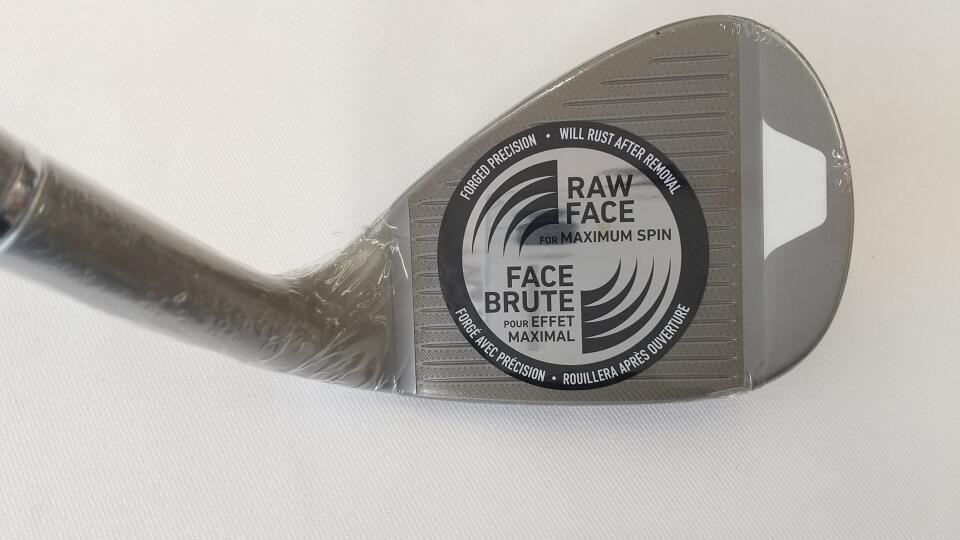 FORGED PRECISION • WILL RUST AFTER REMOVAL
RAW
FACE
FOR MAXIMUM SPIN
FACE
BRUTE
POUR EFFET
MAXIMAL
FORGÉ AVEC PRÉCISION • ROUILLERA APRÈS OUVERTURE